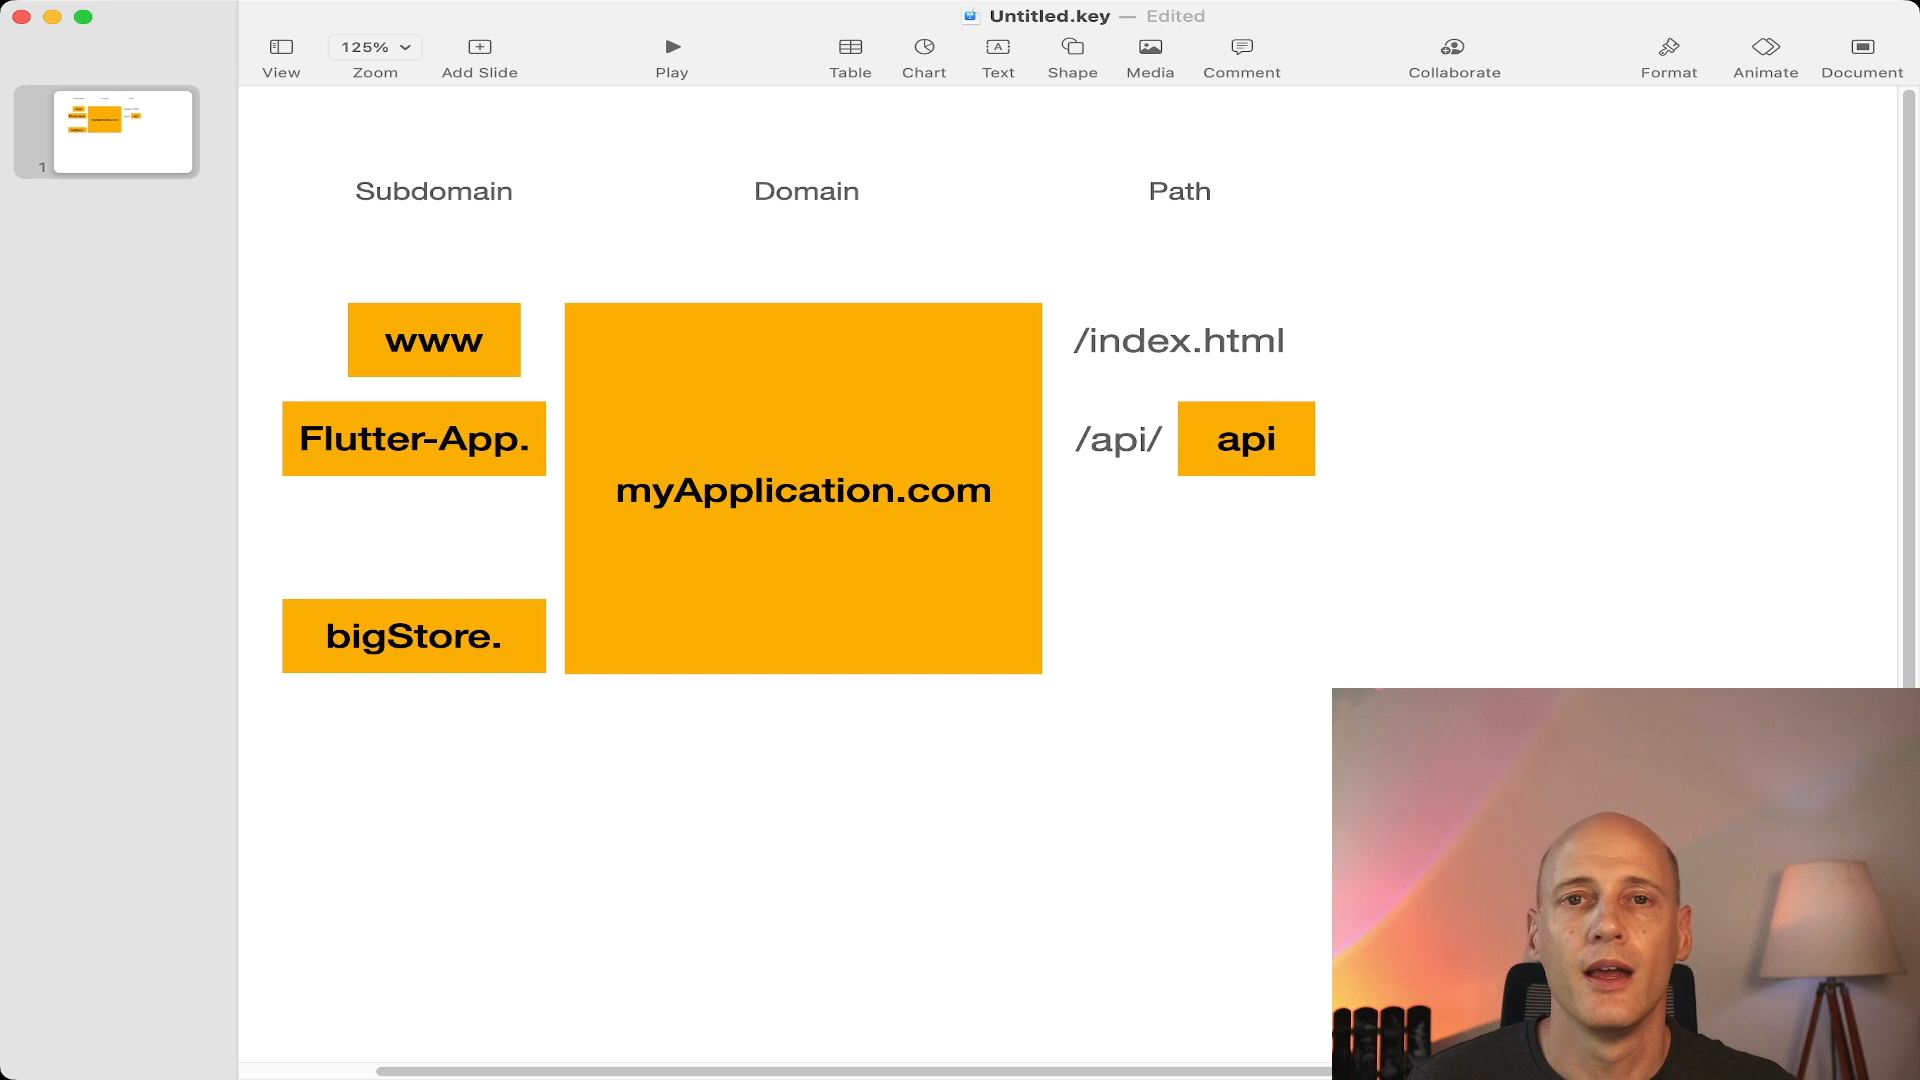 Untitled.key — Edited
125%
View Zoom Add Slide Play Table Chart Text Shape Media Comment Collaborate Format Animate Document
1
Subdomain Domain Path
www /index.html
Flutter-App. /api/ api
myApplication.com
bigStore.